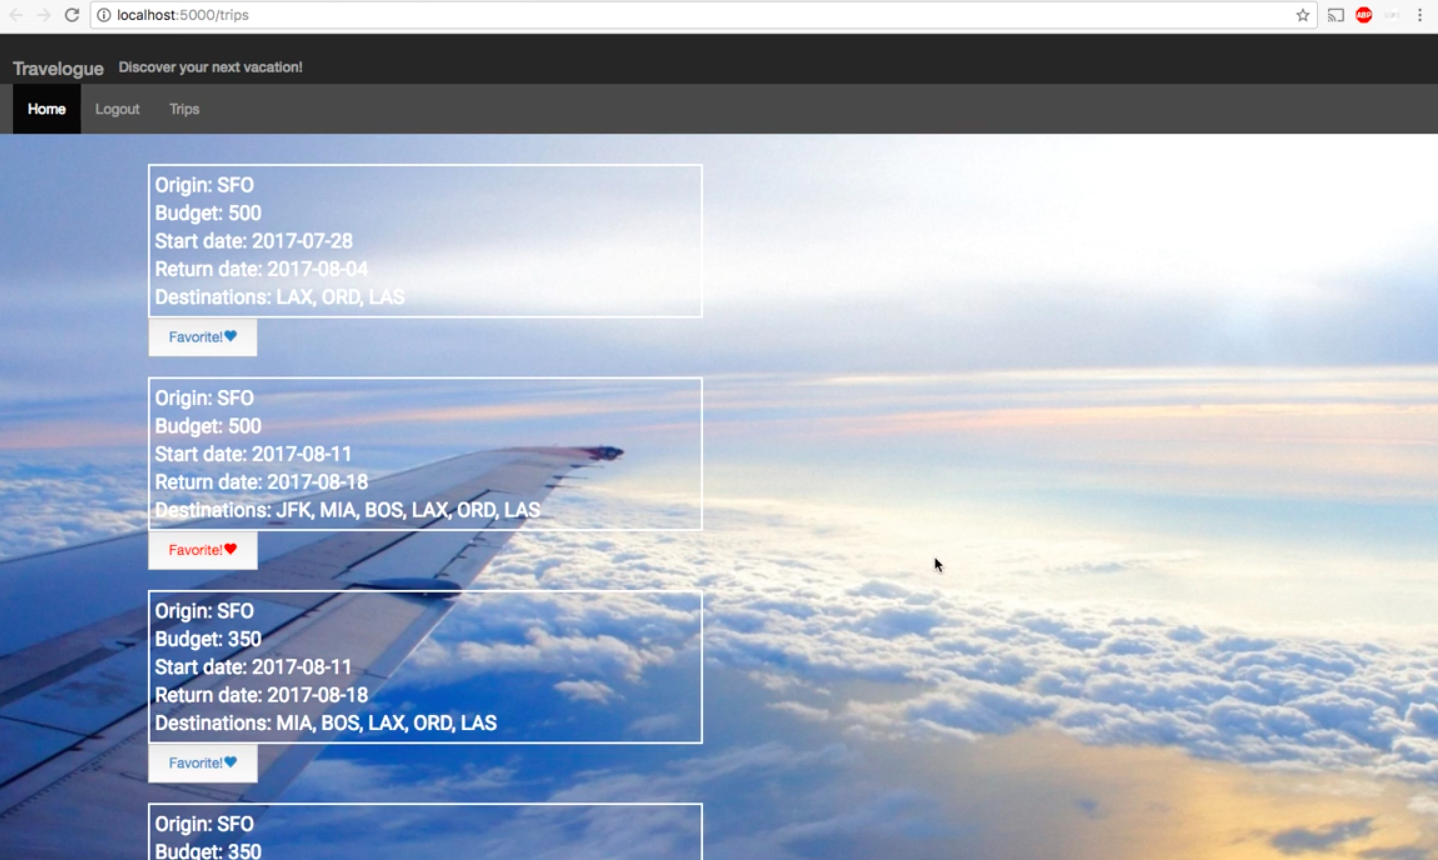 localhost:5000/trips
ABP
Travelogue Discover your next vacation!
Home Logout Trips
Origin: SFO
Budget: 500
Start date: 2017-07-28
Return date: 2017-08-04
Destinations: LAX, ORD, LAS
Favorite!♥
Origin: SFO
Budget: 500
Start date: 2017-08-11
Return date: 2017-08-18
Destinations: JFK, MIA, BOS, LAX, ORD, LAS
Favorite!♥
Origin: SFO
Budget: 350
Start date: 2017-08-11
Return date: 2017-08-18
Destinations: MIA, BOS, LAX, ORD, LAS
Favorite!♥
Origin: SFO
Budget: 350